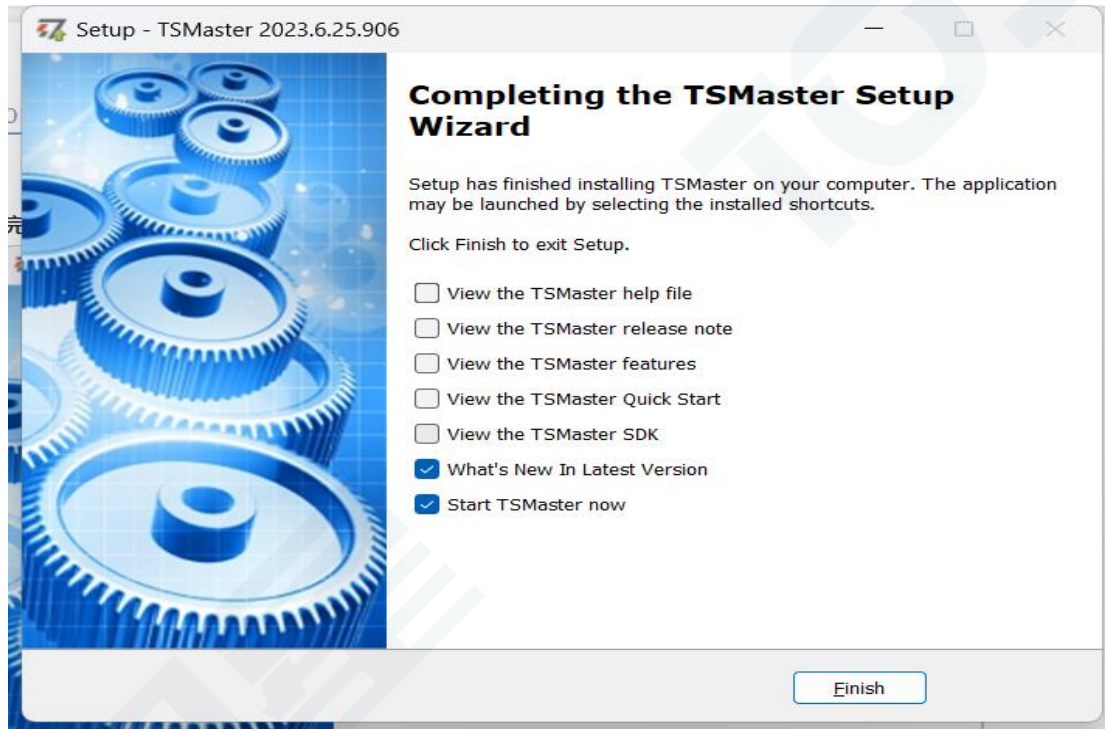 Setup - TSMaster 2023.6.25.906
Completing the TSMaster Setup
Wizard
Setup has finished installing TSMaster on your computer. The application
may be launched by selecting the installed shortcuts.
Click Finish to exit Setup.
View the TSMaster help file
View the TSMaster release note
View the TSMaster features
View the TSMaster Quick Start
View the TSMaster SDK
What's New In Latest Version
Start TSMaster now
Finish